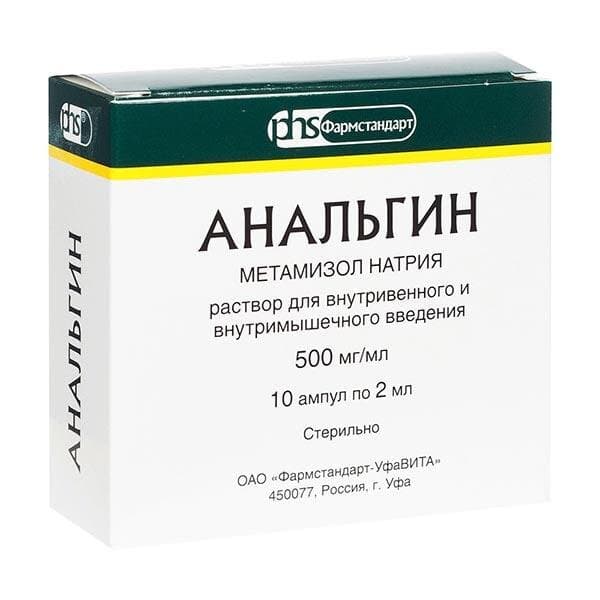 phs
phs Фармстандарт
АНАЛЬГИН
АНАЛЬГИН
МЕТАМИЗОЛ НАТРИЯ
раствор для внутривенного и
внутримышечного введения
500 мг/мл
10 ампул по 2 мл
Стерильно
ОАО «Фармстандарт-УфаВИТА»
450077, Россия, г. Уфа